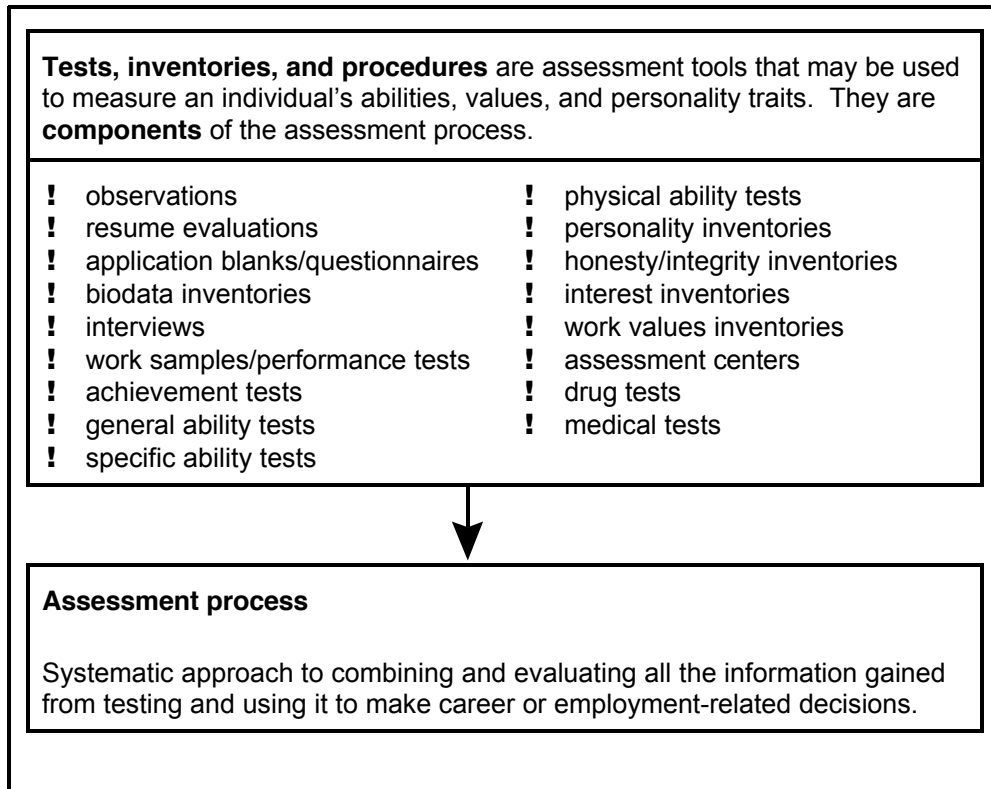 Tests, inventories, and procedures are assessment tools that may be used
to measure an individual’s abilities, values, and personality traits.  They are
components of the assessment process.
! observations
! resume evaluations
! application blanks/questionnaires
! biodata inventories
! interviews
! work samples/performance tests
! achievement tests
! general ability tests
! specific ability tests
! physical ability tests
! personality inventories
! honesty/integrity inventories
! interest inventories
! work values inventories
! assessment centers
! drug tests
! medical tests
Assessment process
Systematic approach to combining and evaluating all the information gained
from testing and using it to make career or employment-related decisions.